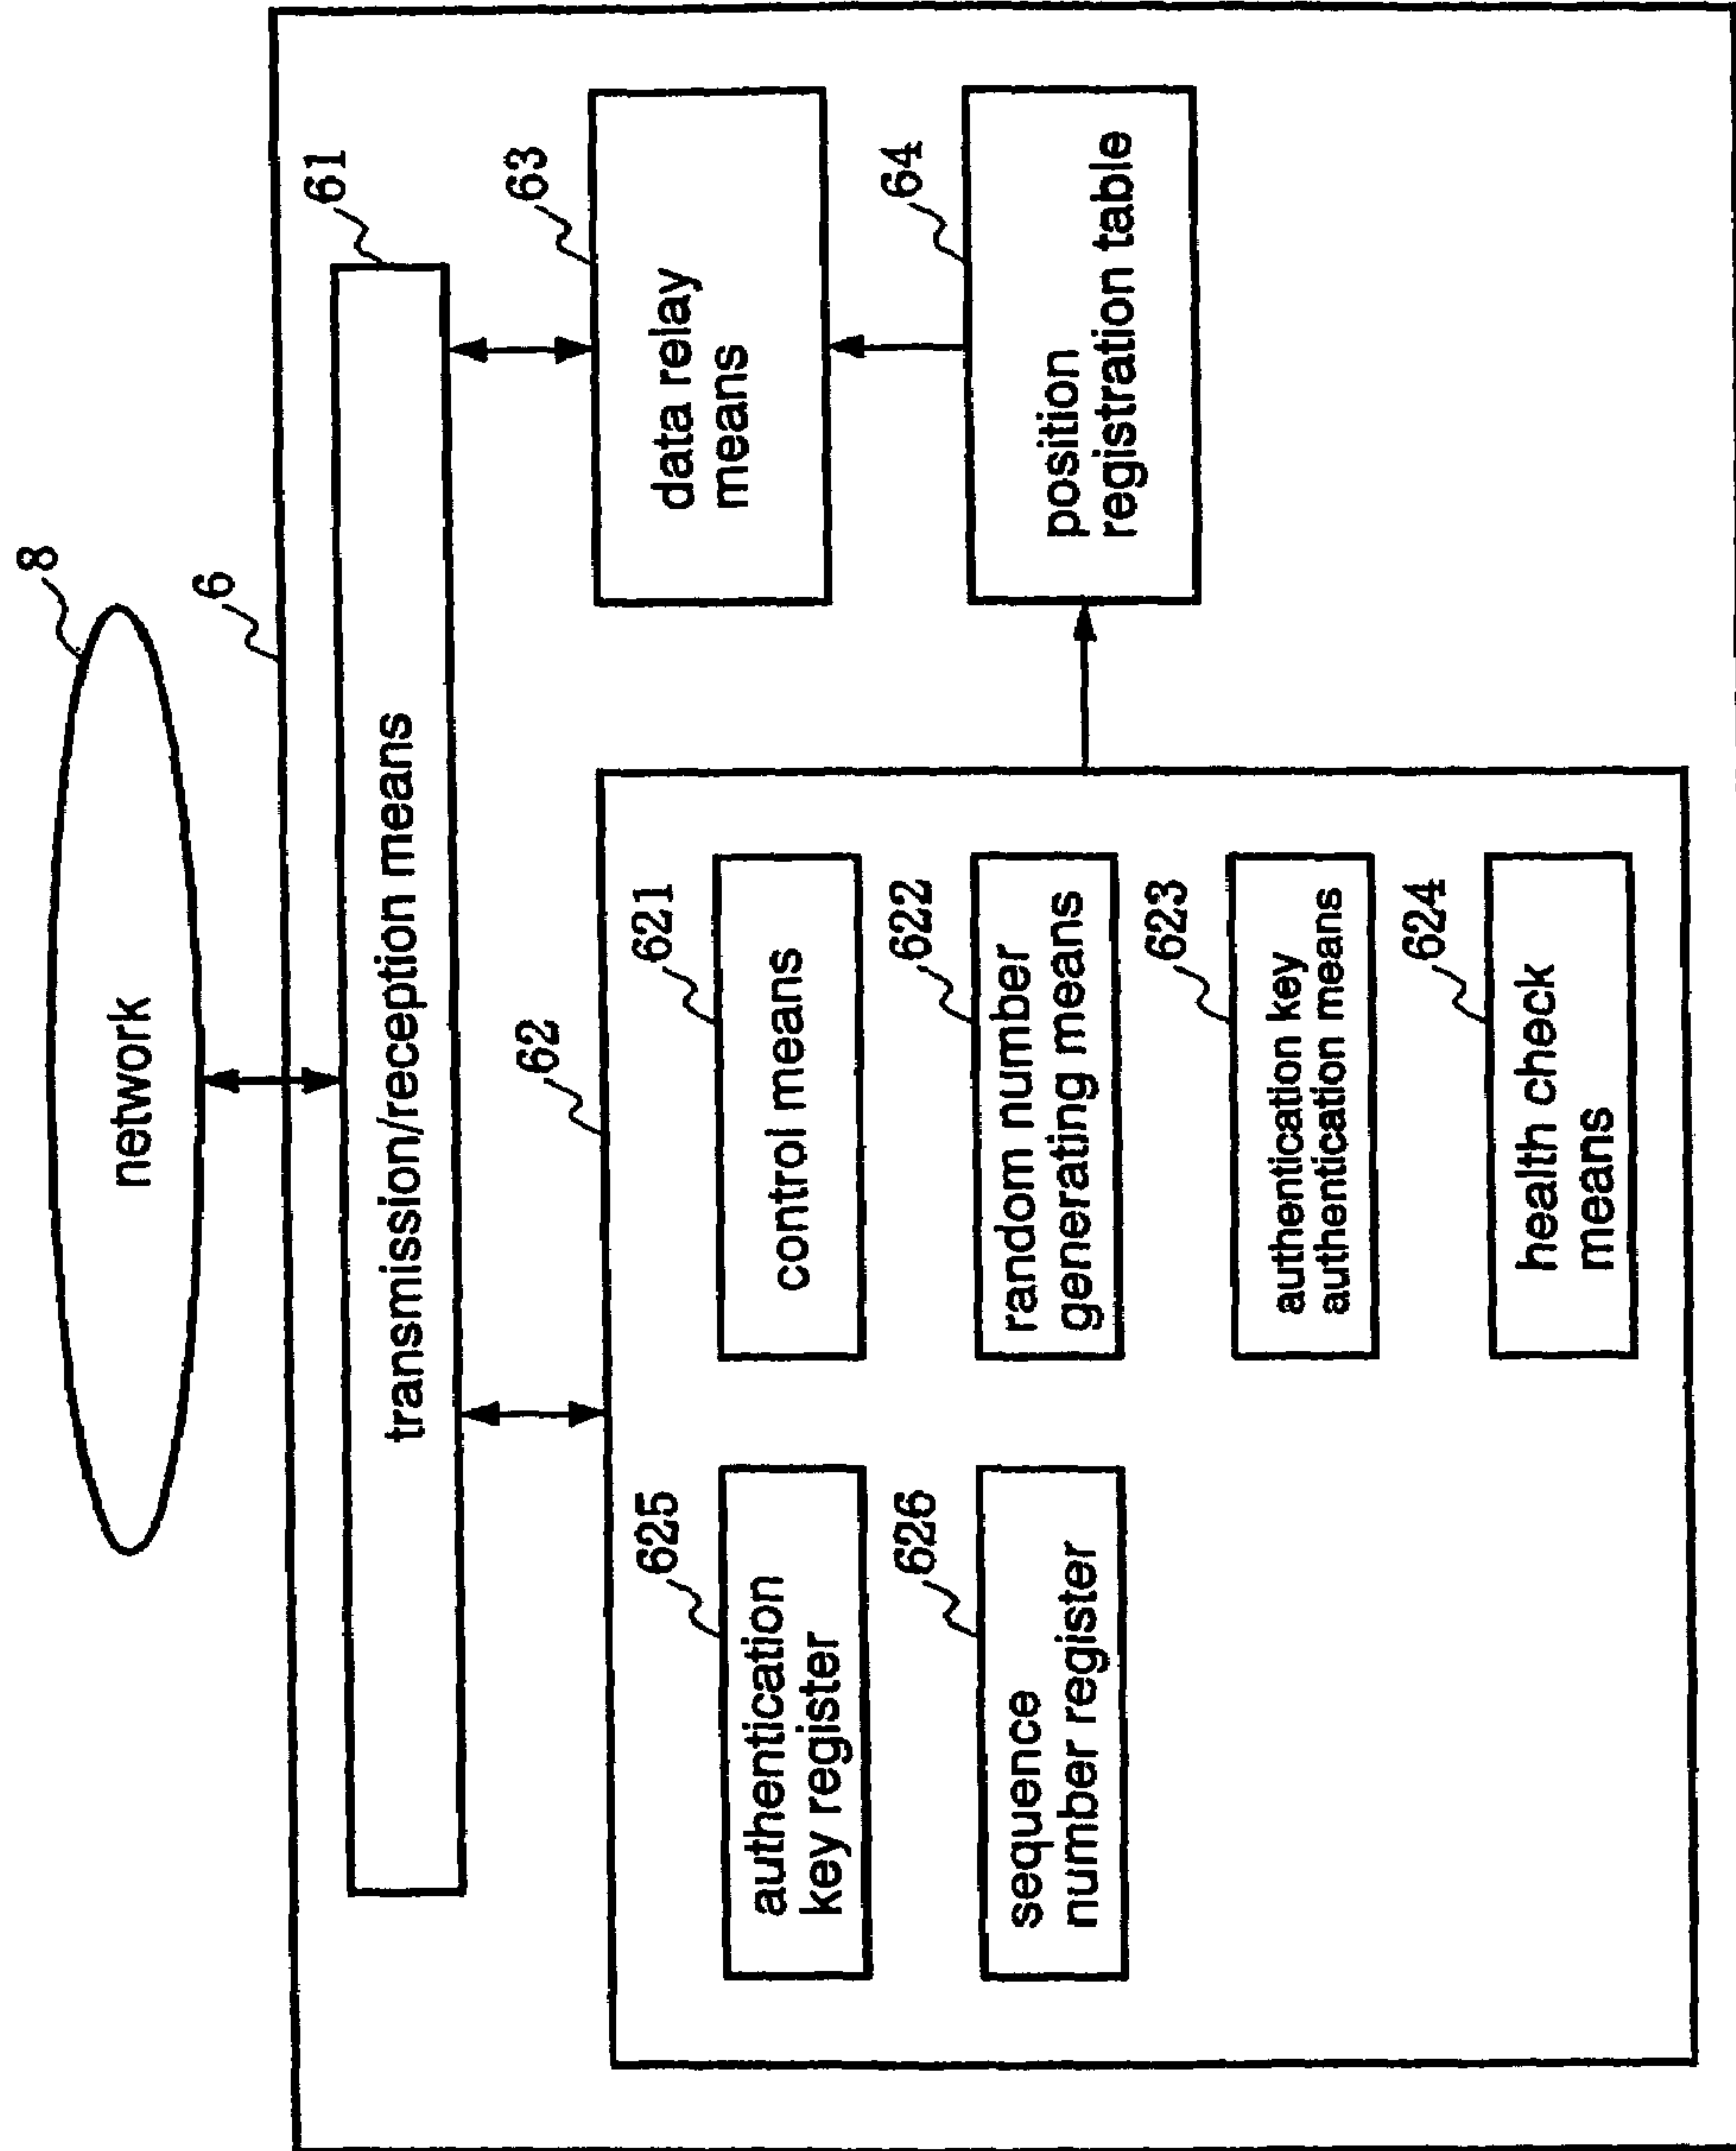 8
network
6
61
transmission/reception means
62
63
data relay
means
625
authentication
key register
621
control means
64
position
registration table
626
sequence
number register
622
random number
generating means
623
authentication key
authentication means
624
health check
means